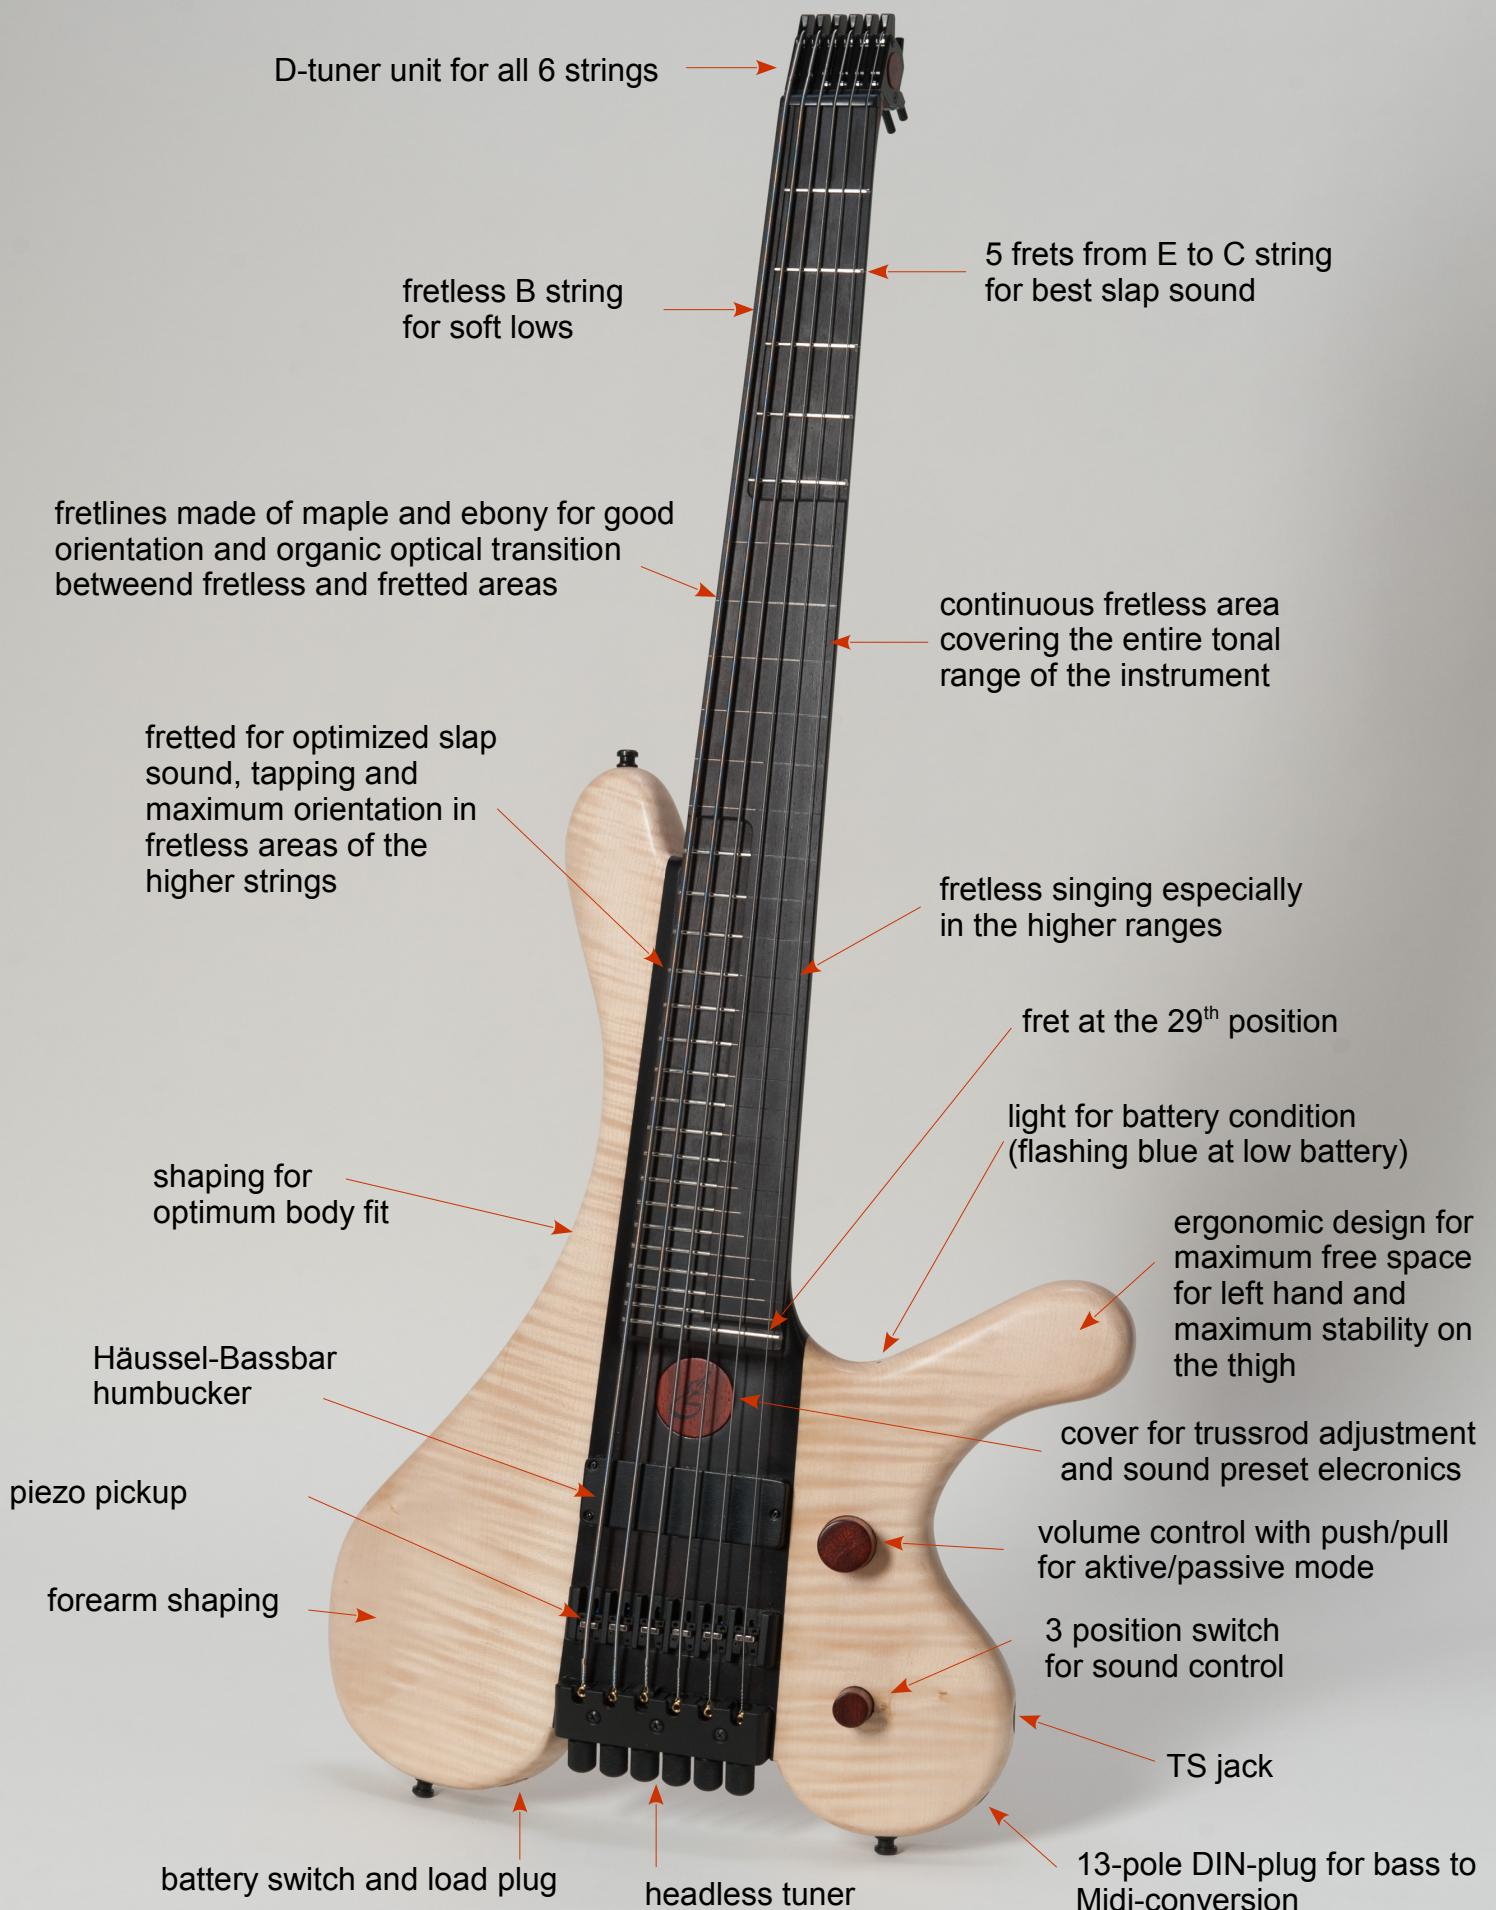 D-tuner unit for all 6 strings
5 frets from E to C string
for best slap sound
fretless B string
for soft lows
fretlines made of maple and ebony for good
orientation and organic optical transition
betweend fretless and fretted areas
continuous fretless area
covering the entire tonal
range of the instrument
fretted for optimized slap
sound, tapping and
maximum orientation in
fretless areas of the
higher strings
fretless singing especially
in the higher ranges
fret at the 29th position
light for battery condition
(flashing blue at low battery)
shaping for
optimum body fit
ergonomic design for
maximum free space
for left hand and
maximum stability on
the thigh
Häussel-Bassbar
humbucker
cover for trussrod adjustment
and sound preset elecronics
piezo pickup
volume control with push/pull
for aktive/passive mode
forearm shaping
3 position switch
for sound control
TS jack
battery switch and load plug
headless tuner
13-pole DIN-plug for bass to
Midi-conversion